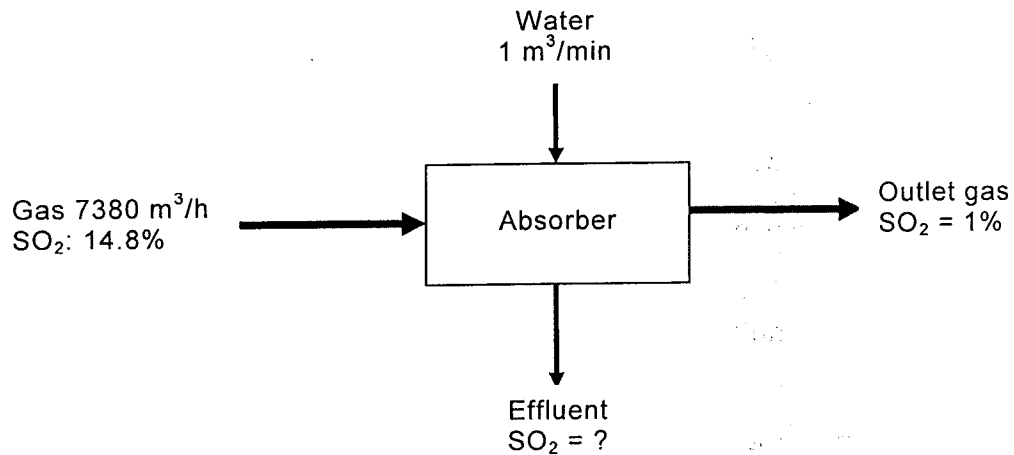 Water
1 m³/min
Gas 7380 m³/h
SO₂: 14.8%
Absorber
Outlet gas
SO₂ = 1%
Effluent
SO₂ = ?